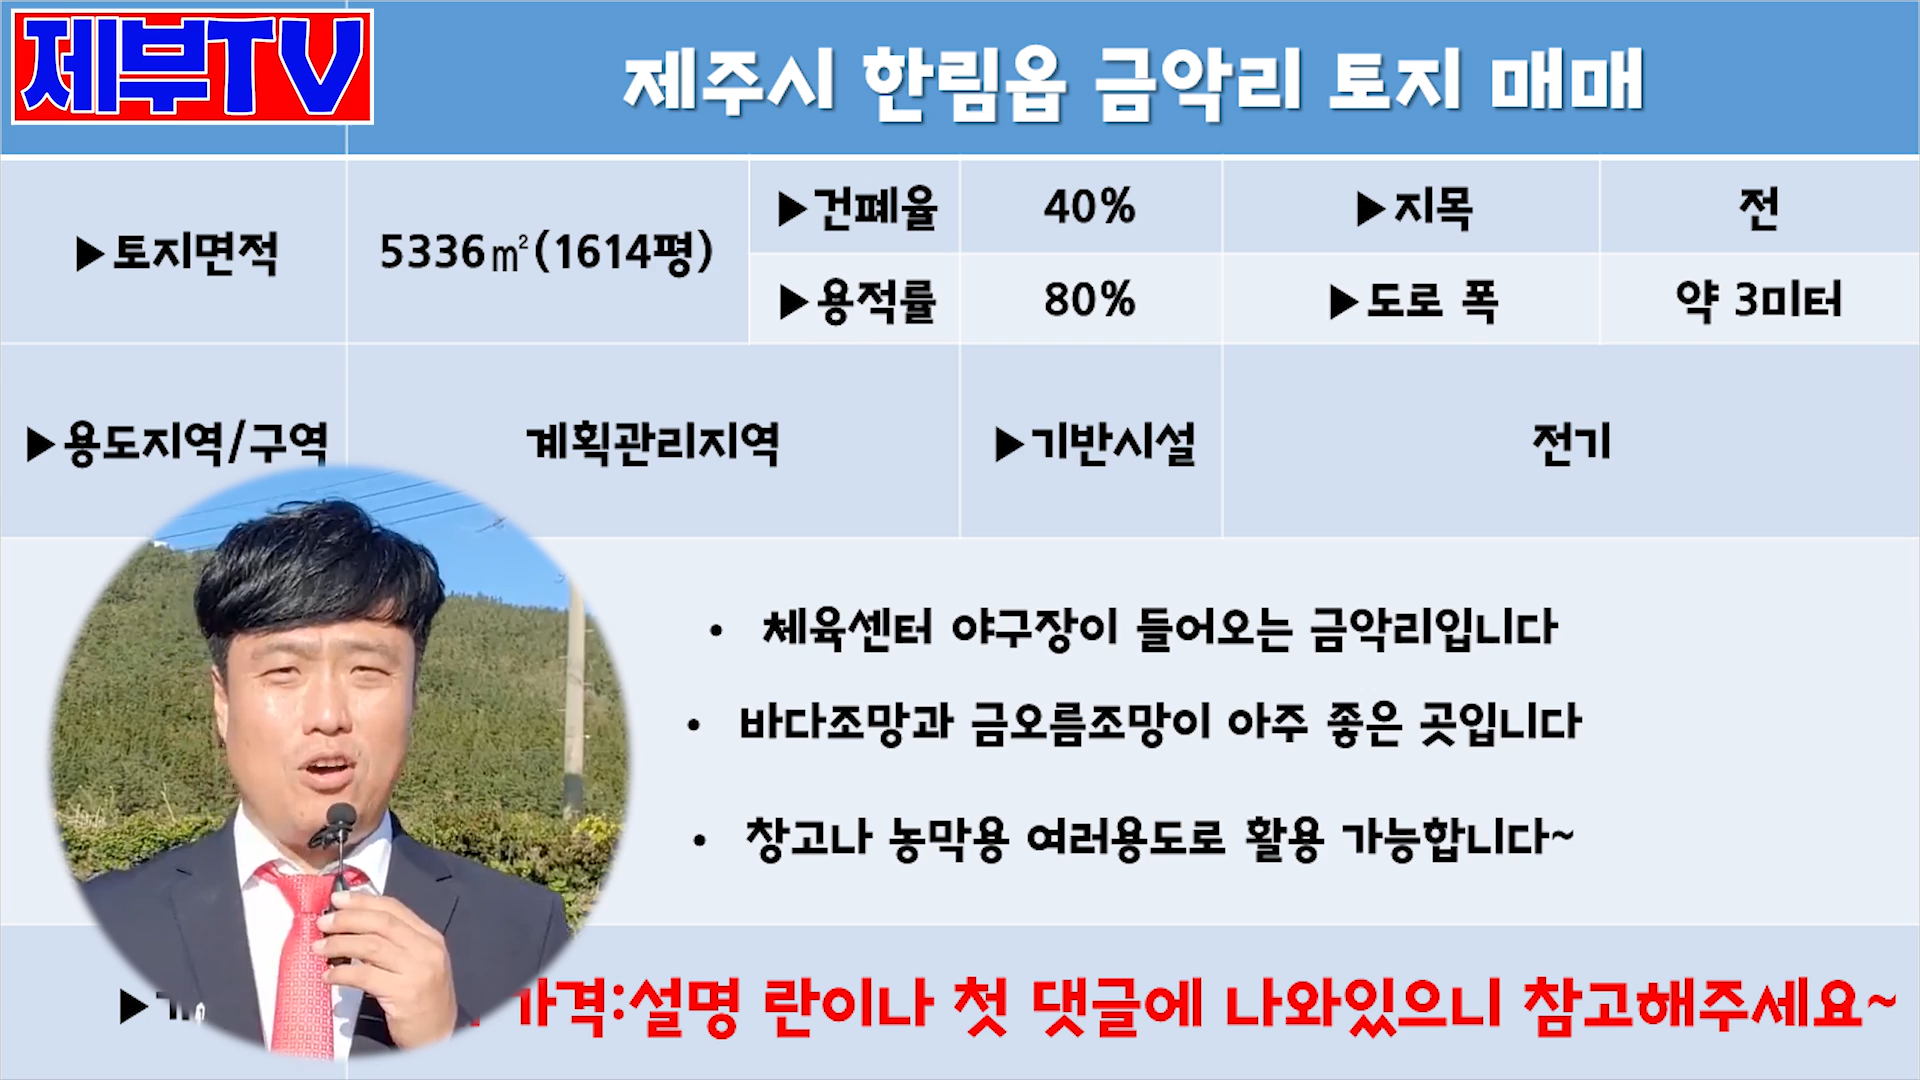 제부TV
제주시 한림읍 금악리 토지 매매
▶토지면적
5336㎡(1614평)
▶건폐율
40%
▶지목
전
▶용적률
80%
▶도로 폭
약 3미터
▶용도지역/구역
계획관리지역
▶기반시설
전기
• 체육센터 야구장이 들어오는 금악리입니다
• 바다조망과 금오름조망이 아주 좋은 곳입니다
• 창고나 농막용 여러용도로 활용 가능합니다~
가격:설명 란이나 첫 댓글에 나와있으니 참고해주세요~